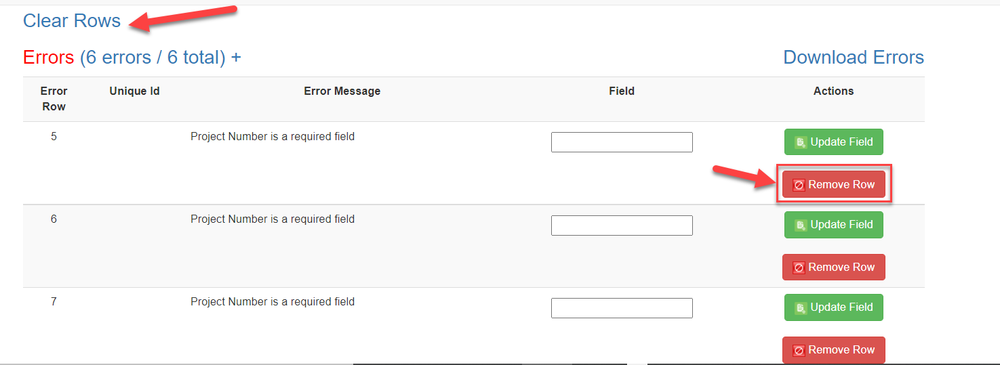 Clear Rows
Errors (6 errors / 6 total) +
Download Errors
Error Row Unique Id Error Message Field Actions
5 Project Number is a required field Update Field
Remove Row
6 Project Number is a required field Update Field
Remove Row
7 Project Number is a required field Update Field
Remove Row